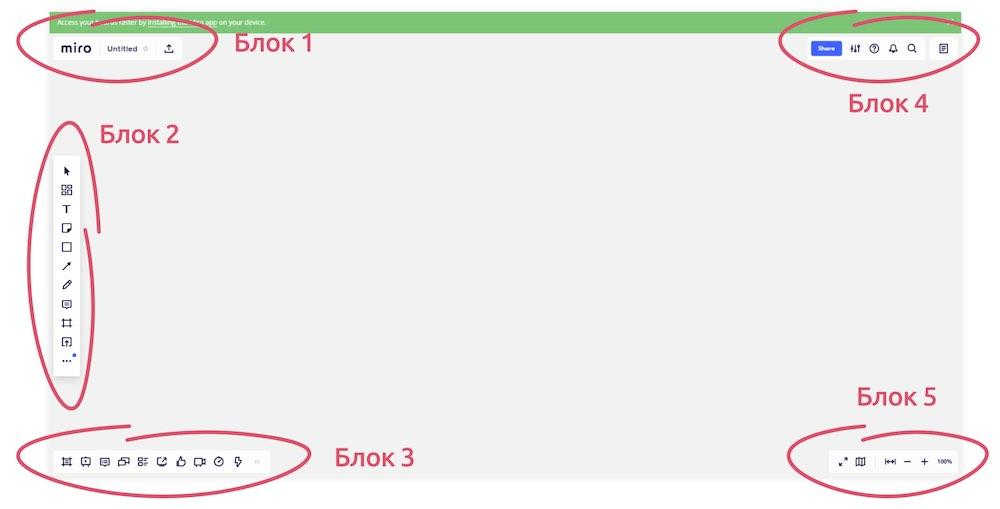 Access your boards faster by installing the Miro app on your device.
miro Untitled
Блок 1
Share
Блок 4
Блок 2
T
Блок 5
Блок 3
100%